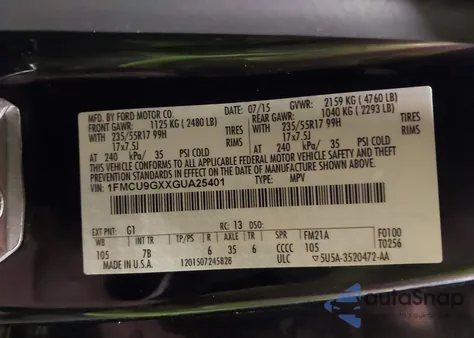 MFD. BY FORD MOTOR CO.
DATE: 07/15 GVWR: 2159 KG ( 4760 LB)
FRONT GAWR: 1125 KG ( 2480 LB) REAR GAWR: 1040 KG ( 2293 LB)
WITH 235/55R17 99H TIRES WITH 235/55R17 99H TIRES
17x7.5J RIMS 17x7.5J RIMS
AT 240 kPa/ 35 PSI COLD AT 240 kPa/ 35 PSI COLD
THIS VEHICLE CONFORMS TO ALL APPLICABLE FEDERAL MOTOR VEHICLE SAFETY, BUMPER, AND THEFT
PREVENTION STANDARDS IN EFFECT ON THE DATE OF MANUFACTURE SHOWN ABOVE.
VIN: 1FMCU9GXXGUA25401 TYPE: MPV
EXT PNT: G1 RC: 13 DSO: FM21A F0100
WB INT TR TP/PS R AXLE TR SPR 105 T0256
105 7B 6 35 6 CCCC
MADE IN U.S.A. 1201507245828 ULC 5U5A-3520472-AA
autoSnap